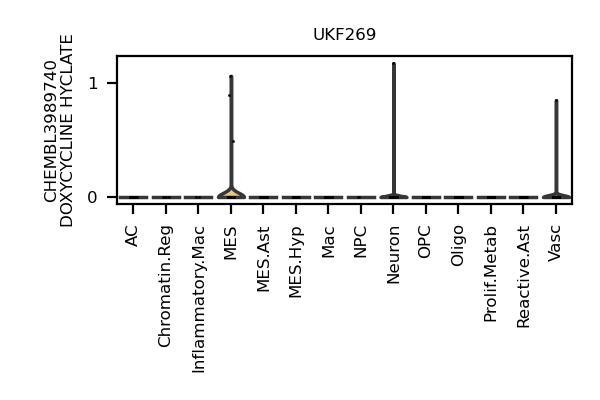 UKF269
CHEMBL3989740
DOXYCYCLINE HYCLATE
1
0
AC
Chromatin.Reg
Inflammatory.Mac
MES
MES.Ast
MES.Hyp
Mac
NPC
Neuron
OPC
Oligo
Prolif.Metab
Reactive.Ast
Vasc